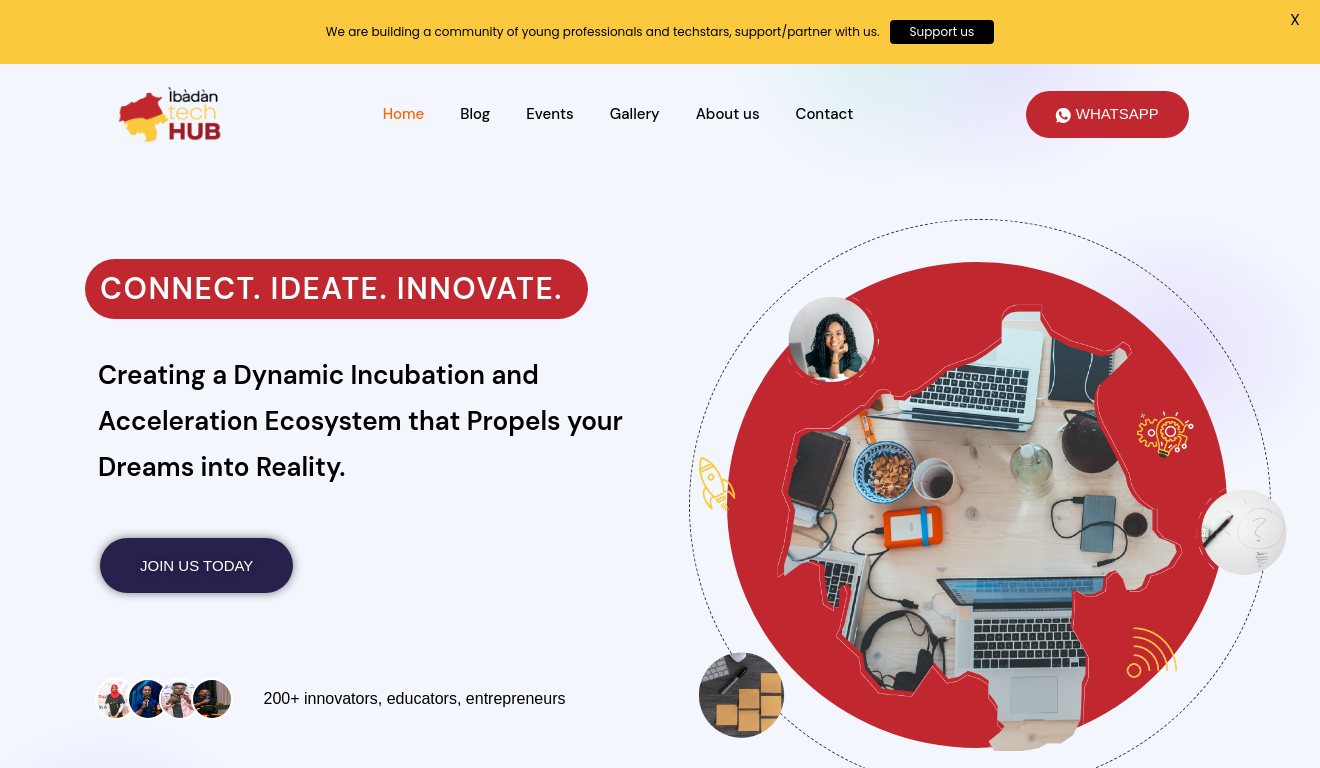 We are building a community of young professionals and techstars, support/partner with us.
Support us
X
Ìbàdàn
tech
HUB
Home
Blog
Events
Gallery
About us
Contact
WHATSAPP
CONNECT. IDEATE. INNOVATE.
Creating a Dynamic Incubation and
Acceleration Ecosystem that Propels your
Dreams into Reality.
JOIN US TODAY
200+ innovators, educators, entrepreneurs